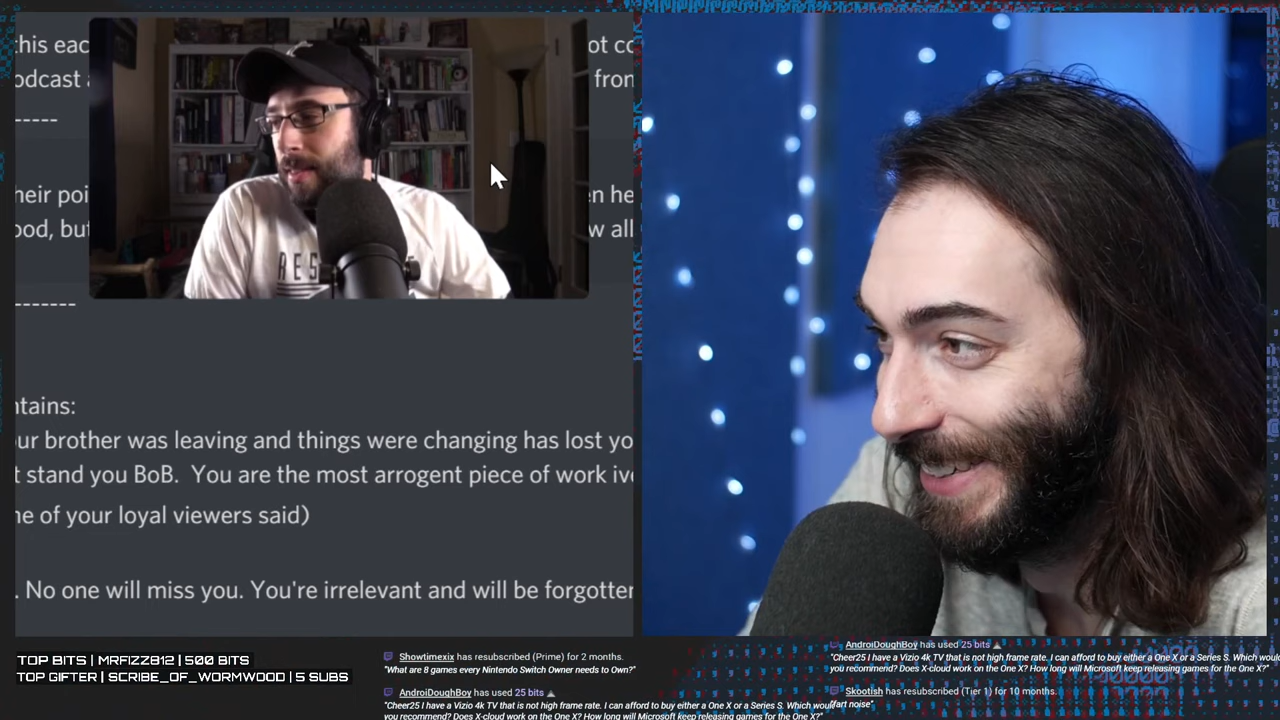 this eac
ot co
odcast a
from
-----
heir poi
n he
ood, but
w all
RES
-------
ntains:
ur brother was leaving and things were changing has lost yo
t stand you BoB. You are the most arrogent piece of work ive
ne of your loyal viewers said)
. No one will miss you. You're irrelevant and will be forgotten
TOP BITS | MRFIZZ812 | 500 BITS
TOP GIFTER | SCRIBE_OF_WORMWOOD | 5 SUBS
Showtimexix has resubscribed (Prime) for 2 months.
"What are 8 games every Nintendo Switch Owner needs to Own?"
AndroiDoughBoy has used 25 bits
"Cheer25 I have a Vizio 4k TV that is not high frame rate. I can afford to buy either a One X or a Series S. Which would
you recommend? Does X-cloud work on the One X? How long will Microsoft keep releasing games for the One X?"
AndroiDoughBoy has used 25 bits
"Cheer25 I have a Vizio 4k TV that is not high frame rate. I can afford to buy either a One X or a Series S. Which would
you recommend? Does X-cloud work on the One X? How long will Microsoft keep releasing games for the One X?"
Skootish has resubscribed (Tier 1) for 10 months.
"fart noise"